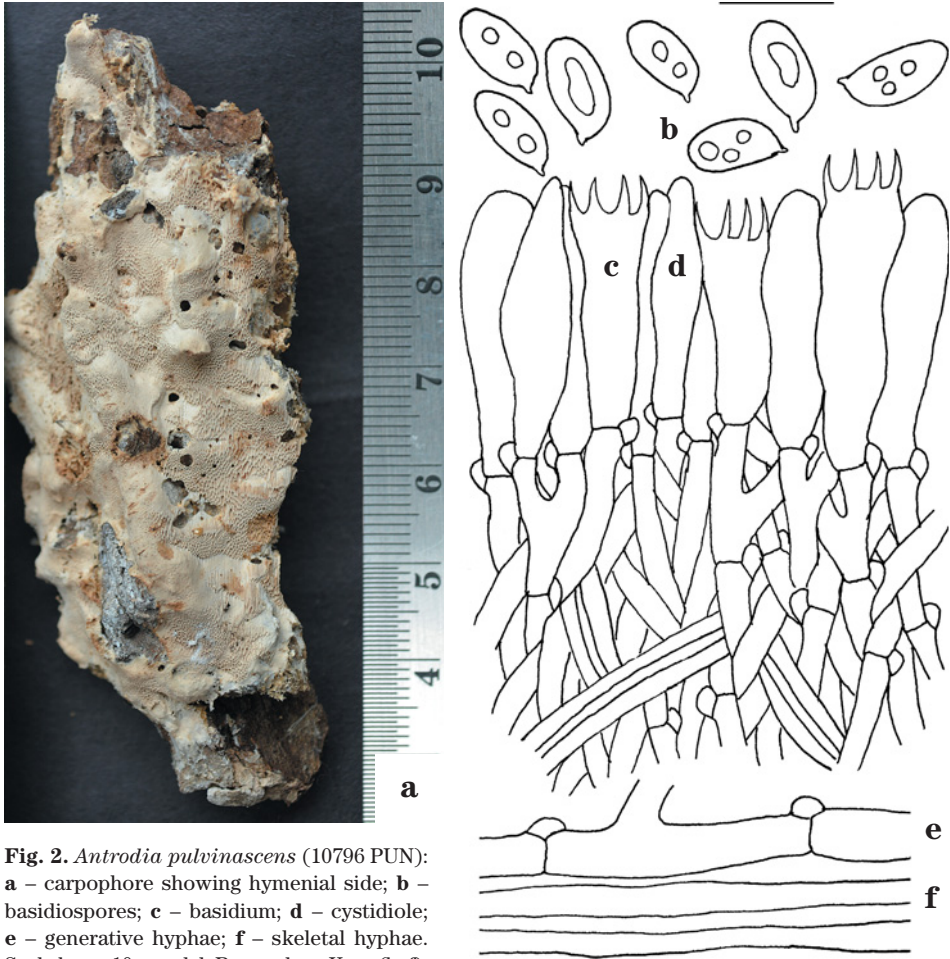 10
9
8
7
6
5
4
a
b
c
d
e
f
Fig. 2. Antrodia pulvinascens (10796 PUN):
a – carpophore showing hymenial side; b –
basidiospores; c – basidium; d – cystidiole;
e – generative hyphae; f – skeletal hyphae.